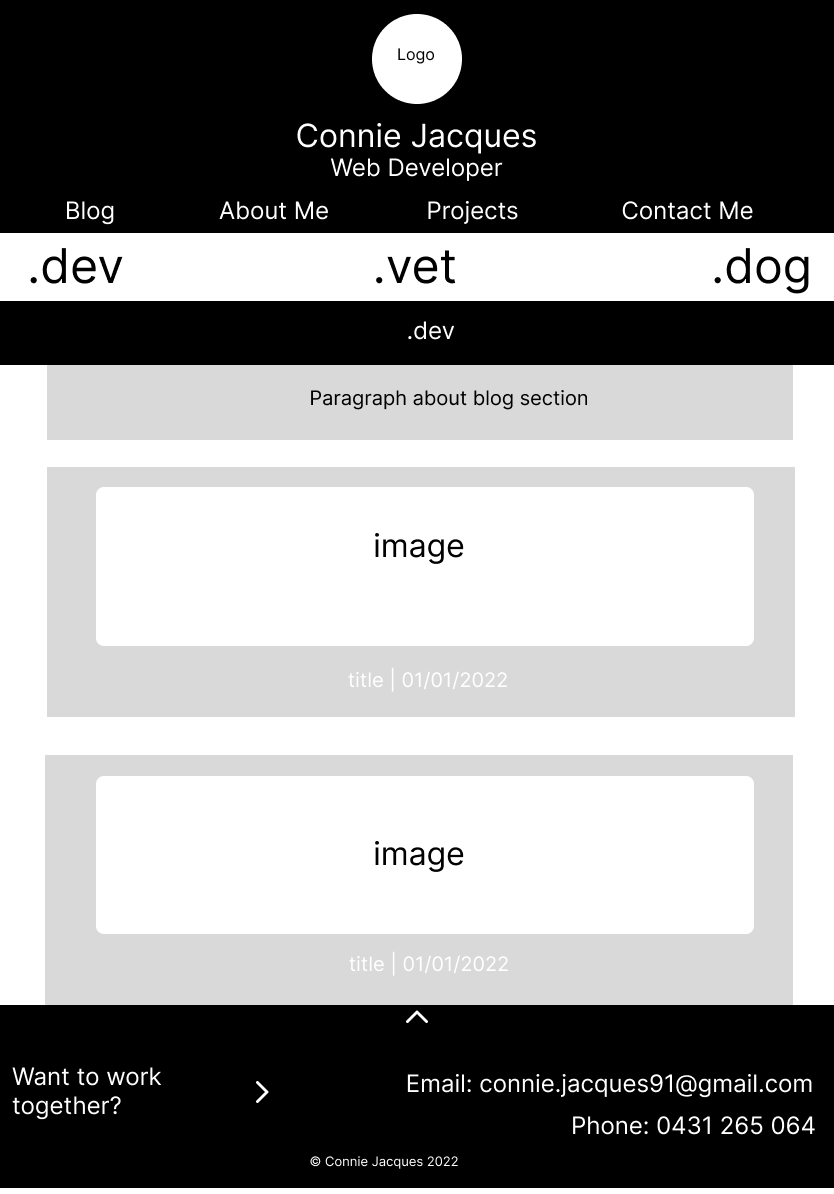 Logo
Connie Jacques
Web Developer
Blog About Me Projects Contact Me
.dev .vet .dog
.dev
Paragraph about blog section
image
title | 01/01/2022
image
title | 01/01/2022
Want to work
together?
Email: connie.jacques91@gmail.com
Phone: 0431 265 064
© Connie Jacques 2022